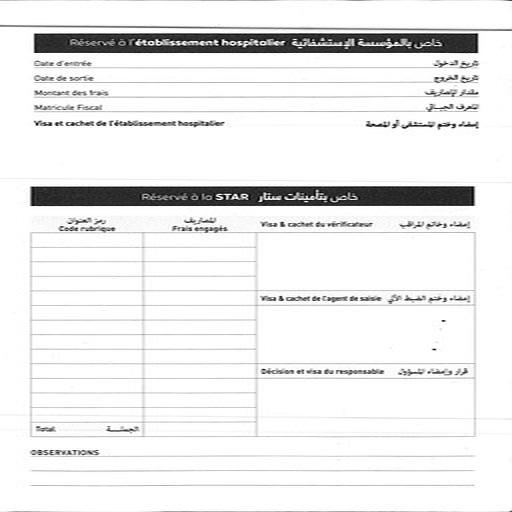 Réservé à l'établissement hospitalier خاص بالمؤسسة الإستشفائية
Date d'entrée تاريخ الدخول
Date de sortie تاريخ الخروج
Montant des frais مقدار المصاريف
Matricule Fiscal المعرف الجبائي
Visa et cachet de l'établissement hospitalier إمضاء وختم المستشفى أو المصحة
Réservé à la STAR خاص بتأمينات ستار
رمز العنوان المصاريف
Code rubrique Frais engagés Visa & cachet du vérificateur إمضاء وخاتم المراقب
Visa & cachet de l'agent de saisie إمضاء وختم الضبط الآلي
Décision et visa du responsable قرار وإمضاء المسؤول
Total الجملة
OBSERVATIONS